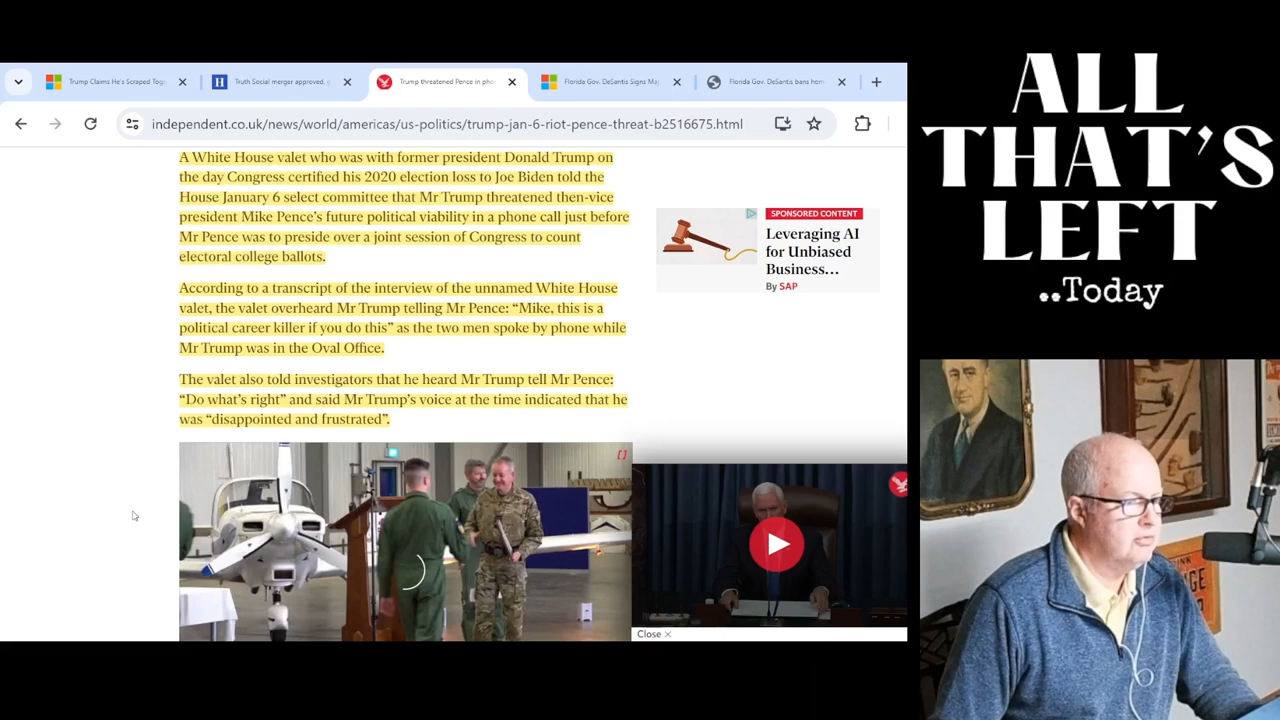 Trump Claims He's Scraped Tog
Truth Social merger approved,
Trump threatened Pence in pho
Florida Gov. DeSantis Signs Ma
Florida Gov. DeSantis bans hom
independent.co.uk/news/world/americas/us-politics/trump-jan-6-riot-pence-threat-b2516675.html
A White House valet who was with former president Donald Trump on
the day Congress certified his 2020 election loss to Joe Biden told the
House January 6 select committee that Mr Trump threatened then-vice
president Mike Pence's future political viability in a phone call just before
Mr Pence was to preside over a joint session of Congress to count
electoral college ballots.
According to a transcript of the interview of the unnamed White House
valet, the valet overheard Mr Trump telling Mr Pence: “Mike, this is a
political career killer if you do this” as the two men spoke by phone while
Mr Trump was in the Oval Office.
The valet also told investigators that he heard Mr Trump tell Mr Pence:
“Do what's right” and said Mr Trump's voice at the time indicated that he
was “disappointed and frustrated”.
SPONSORED CONTENT
Leveraging AI
for Unbiased
Business...
By SAP
Close
ALL
THAT'S
LEFT
..Today